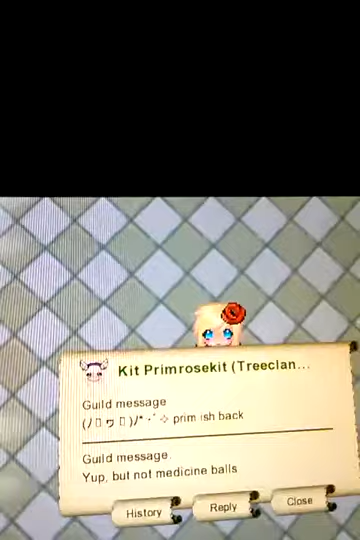 Kit Primrosekit (Treeclan...
Guild message
(ﾉ▯ヮ▯)ﾉ*･ﾟ✧ prim ish back
Guild message.
Yup, but not medicine balls
History
Reply
Close